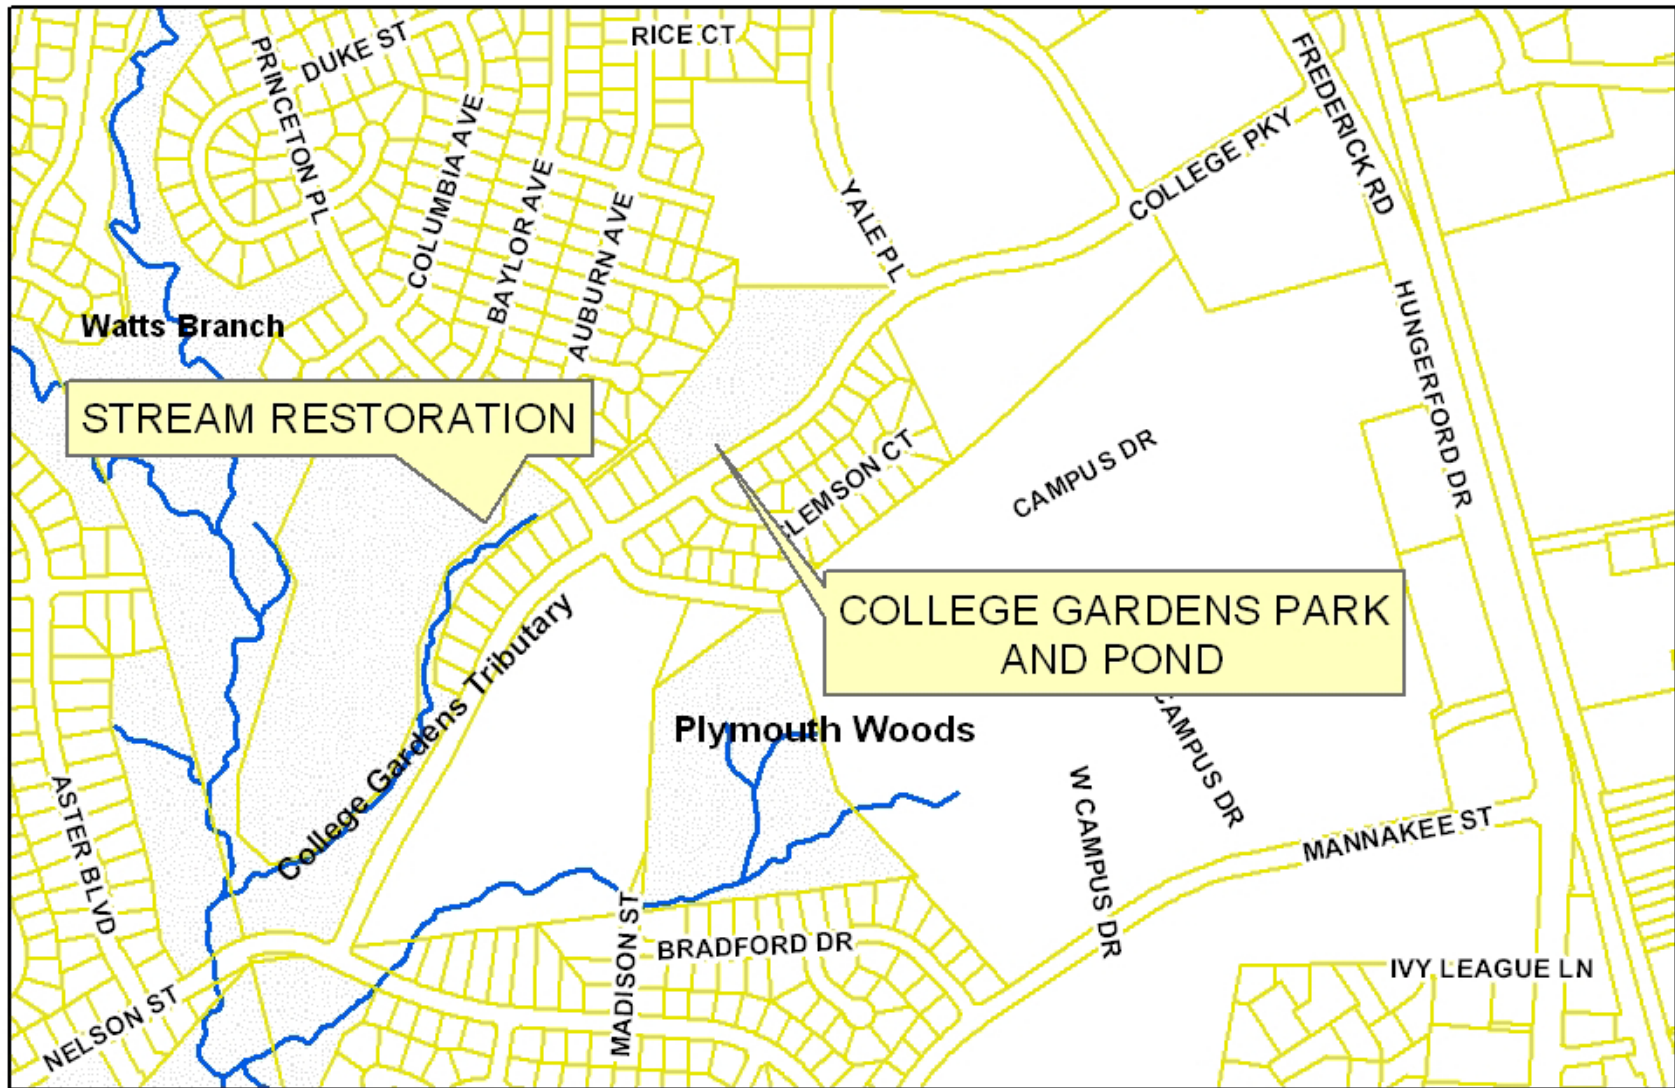 RICE CT
DUKE ST
PRINCETON PL
FREDERICK RD
COLUMBIA AVE
COLLEGE PKY
BAYLOR AVE
AUBURN AVE
YALE PL
Watts Branch
HUNGERFORD DR
STREAM RESTORATION
CLEMSON CT
CAMPUS DR
COLLEGE GARDENS PARK
AND POND
College Gardens Tributary
Plymouth Woods
CAMPUS DR
W CAMPUS DR
ASTER BLVD
MANNAKEE ST
MADISON ST
BRADFORD DR
IVY LEAGUE LN
NELSON ST